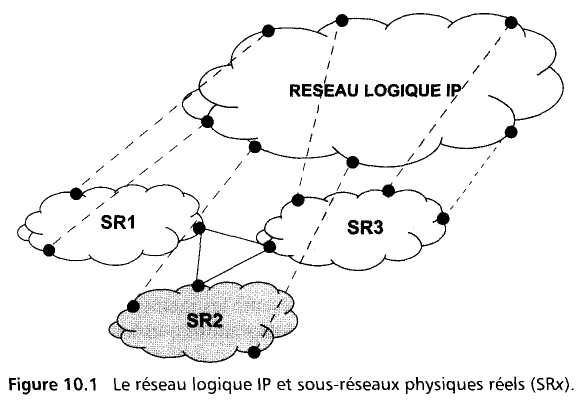 RESEAU LOGIQUE IP
SR1
SR3
SR2
Figure 10.1 Le réseau logique IP et sous-réseaux physiques réels (SRx).